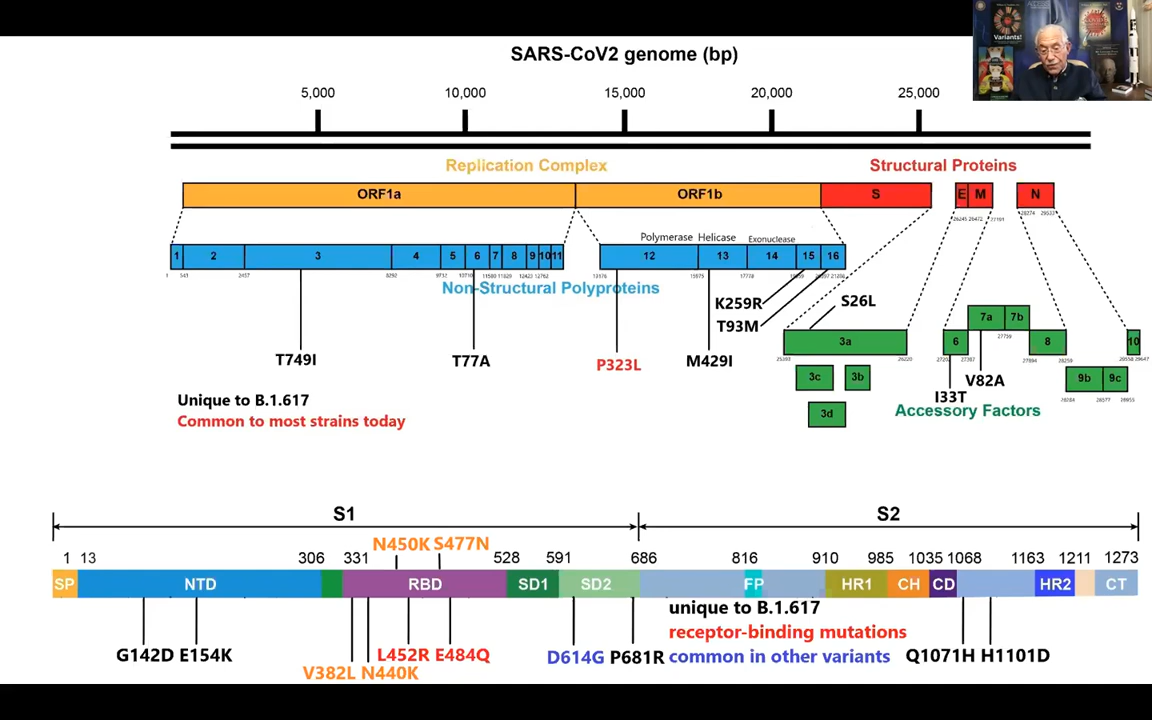 SARS-CoV2 genome (bp)
5,000 10,000 15,000 20,000 25,000
Replication Complex Structural Proteins
ORF1a ORF1b S E M N
Polymerase Helicase Exonuclease
1 2 3 4 5 6 7 8 9 10 11 12 13 14 15 16
Non-Structural Polyproteins
K259R S26L
T93M
3a 6 7a 7b 8 10
T749I T77A P323L M429I
3c 3b 9b 9c
V82A
I33T
Unique to B.1.617
Accessory Factors
3d
Common to most strains today
S1 S2
N450K S477N
1 13 306 331 528 591 686 816 910 985 1035 1068 1163 1211 1273
SP NTD RBD SD1 SD2 FP HR1 CH CD HR2 CT
unique to B.1.617
receptor-binding mutations
G142D E154K L452R E484Q D614G P681R common in other variants Q1071H H1101D
V382L N440K
Variants!